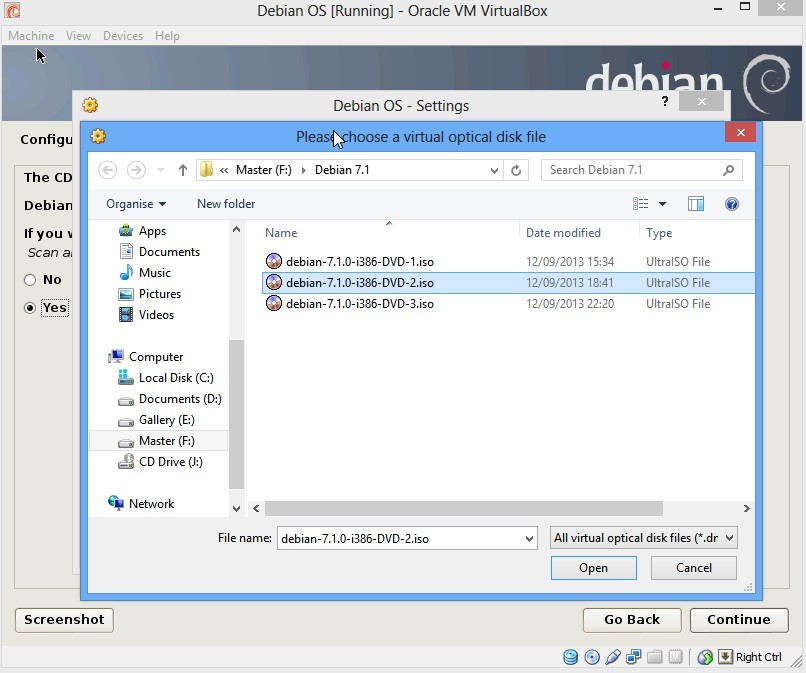 Debian OS [Running] - Oracle VM VirtualBox
Machine View Devices Help
debian
Debian OS - Settings
Configu
Please choose a virtual optical disk file
The CD
« Master (F:) Debian 7.1
Search Debian 7.1
Debian
Organise New folder
If you w
Scan a
No
Yes
Apps
Documents
Music
Pictures
Videos
Computer
Local Disk (C:)
Documents (D:)
Gallery (E:)
Master (F:)
CD Drive (J:)
Network
Name Date modified Type
debian-7.1.0-i386-DVD-1.iso 12/09/2013 15:34 UltraISO File
debian-7.1.0-i386-DVD-2.iso 12/09/2013 18:41 UltraISO File
debian-7.1.0-i386-DVD-3.iso 12/09/2013 22:20 UltraISO File
File name: debian-7.1.0-i386-DVD-2.iso All virtual optical disk files (*.dr
Open Cancel
Screenshot Go Back Continue
Right Ctrl